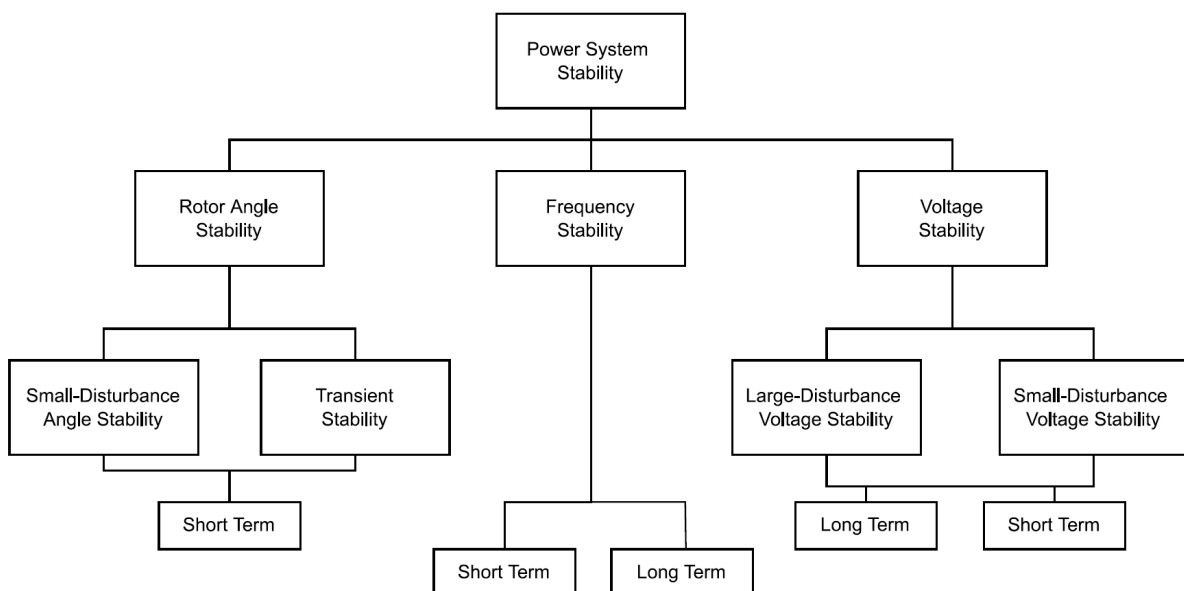 Power System
Stability
Rotor Angle
Stability
Frequency
Stability
Voltage
Stability
Small-Disturbance
Angle Stability
Transient
Stability
Large-Disturbance
Voltage Stability
Small-Disturbance
Voltage Stability
Short Term
Long Term
Short Term
Short Term
Long Term